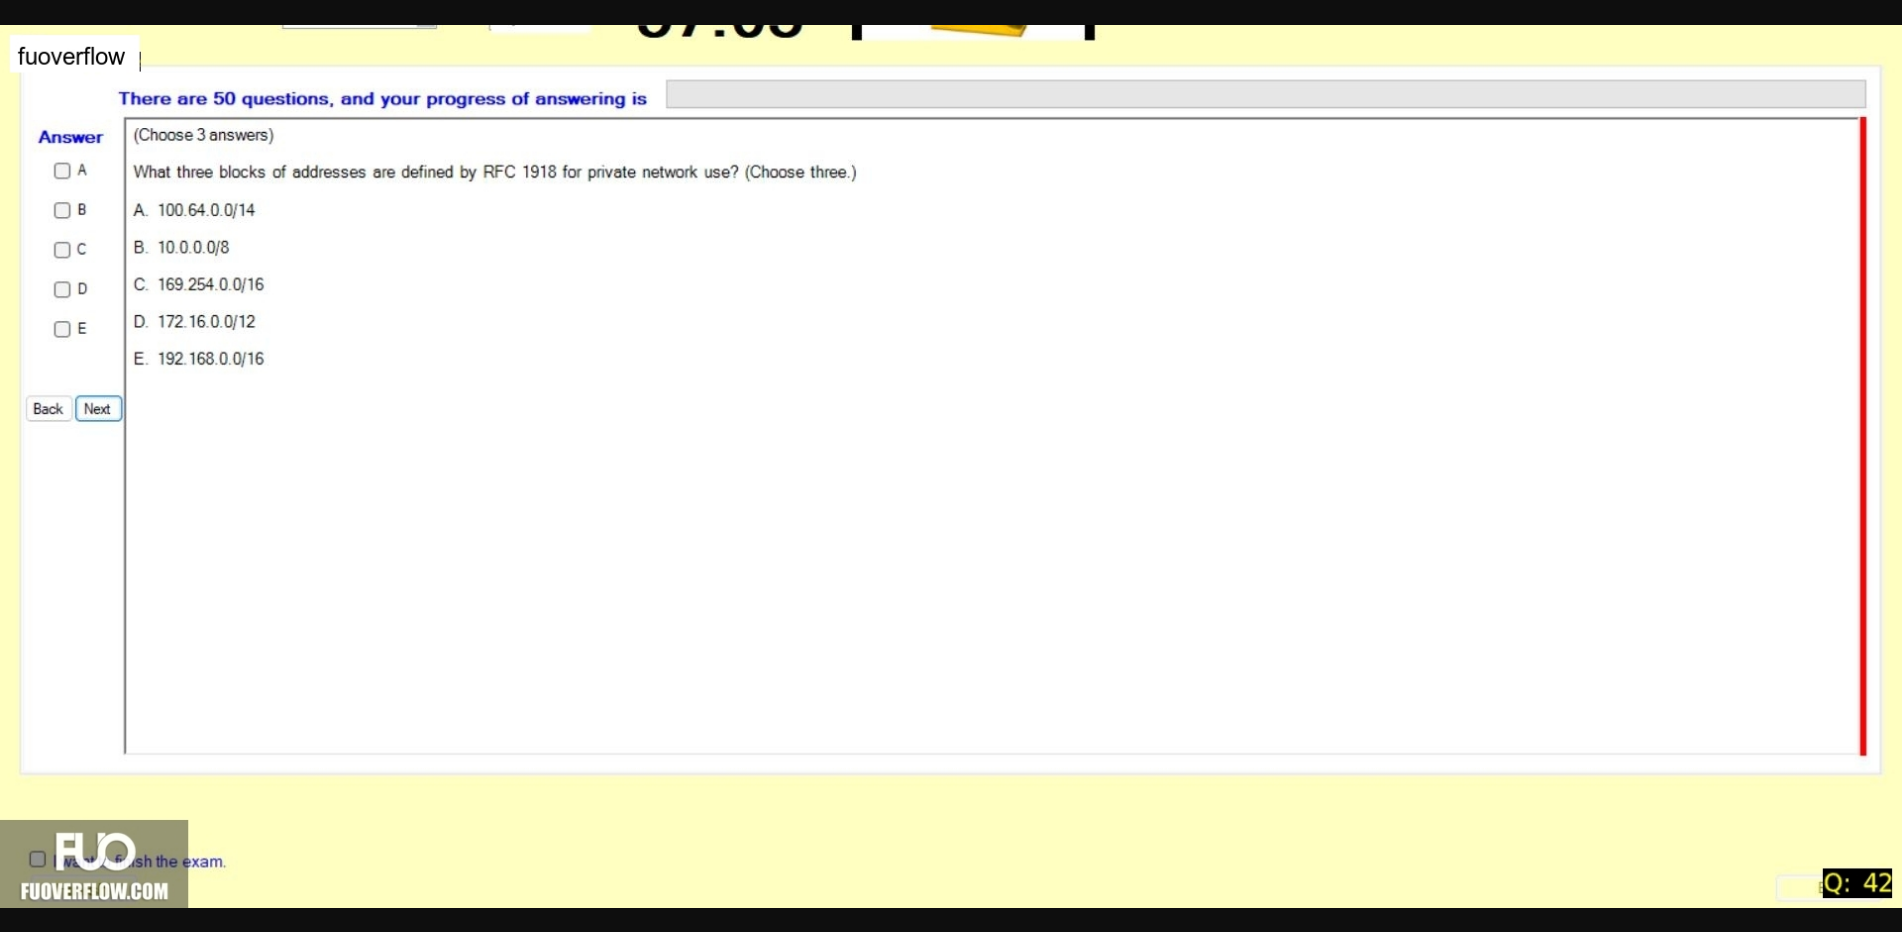 fuoverflow
There are 50 questions, and your progress of answering is
Answer
(Choose 3 answers)
A
What three blocks of addresses are defined by RFC 1918 for private network use? (Choose three.)
B
A. 100.64.0.0/14
C
B. 10.0.0.0/8
D
C. 169.254.0.0/16
E
D. 172.16.0.0/12
E. 192.168.0.0/16
Back Next
FUO
finish the exam.
FUOVERFLOW.COM
Q: 42